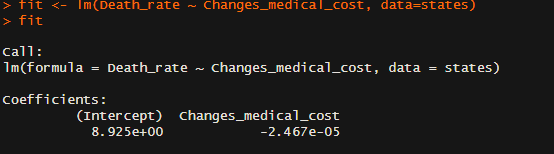 > fit <- lm(Death_rate ~ Changes_medical_cost, data=states)
> fit
Call:
lm(formula = Death_rate ~ Changes_medical_cost, data = states)
Coefficients:
(Intercept) Changes_medical_cost
8.925e+00 -2.467e-05